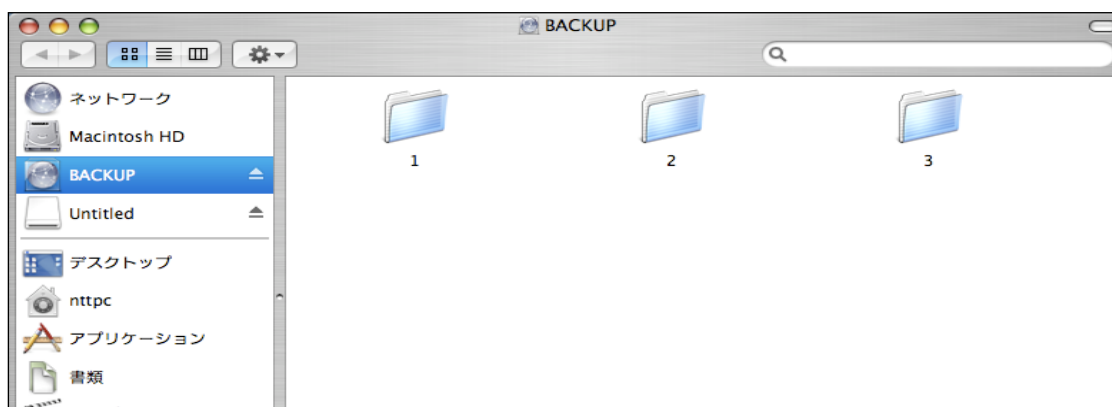 BACKUP
ネットワーク
Macintosh HD
BACKUP
Untitled
デスクトップ
nttpc
アプリケーション
書類
1
2
3